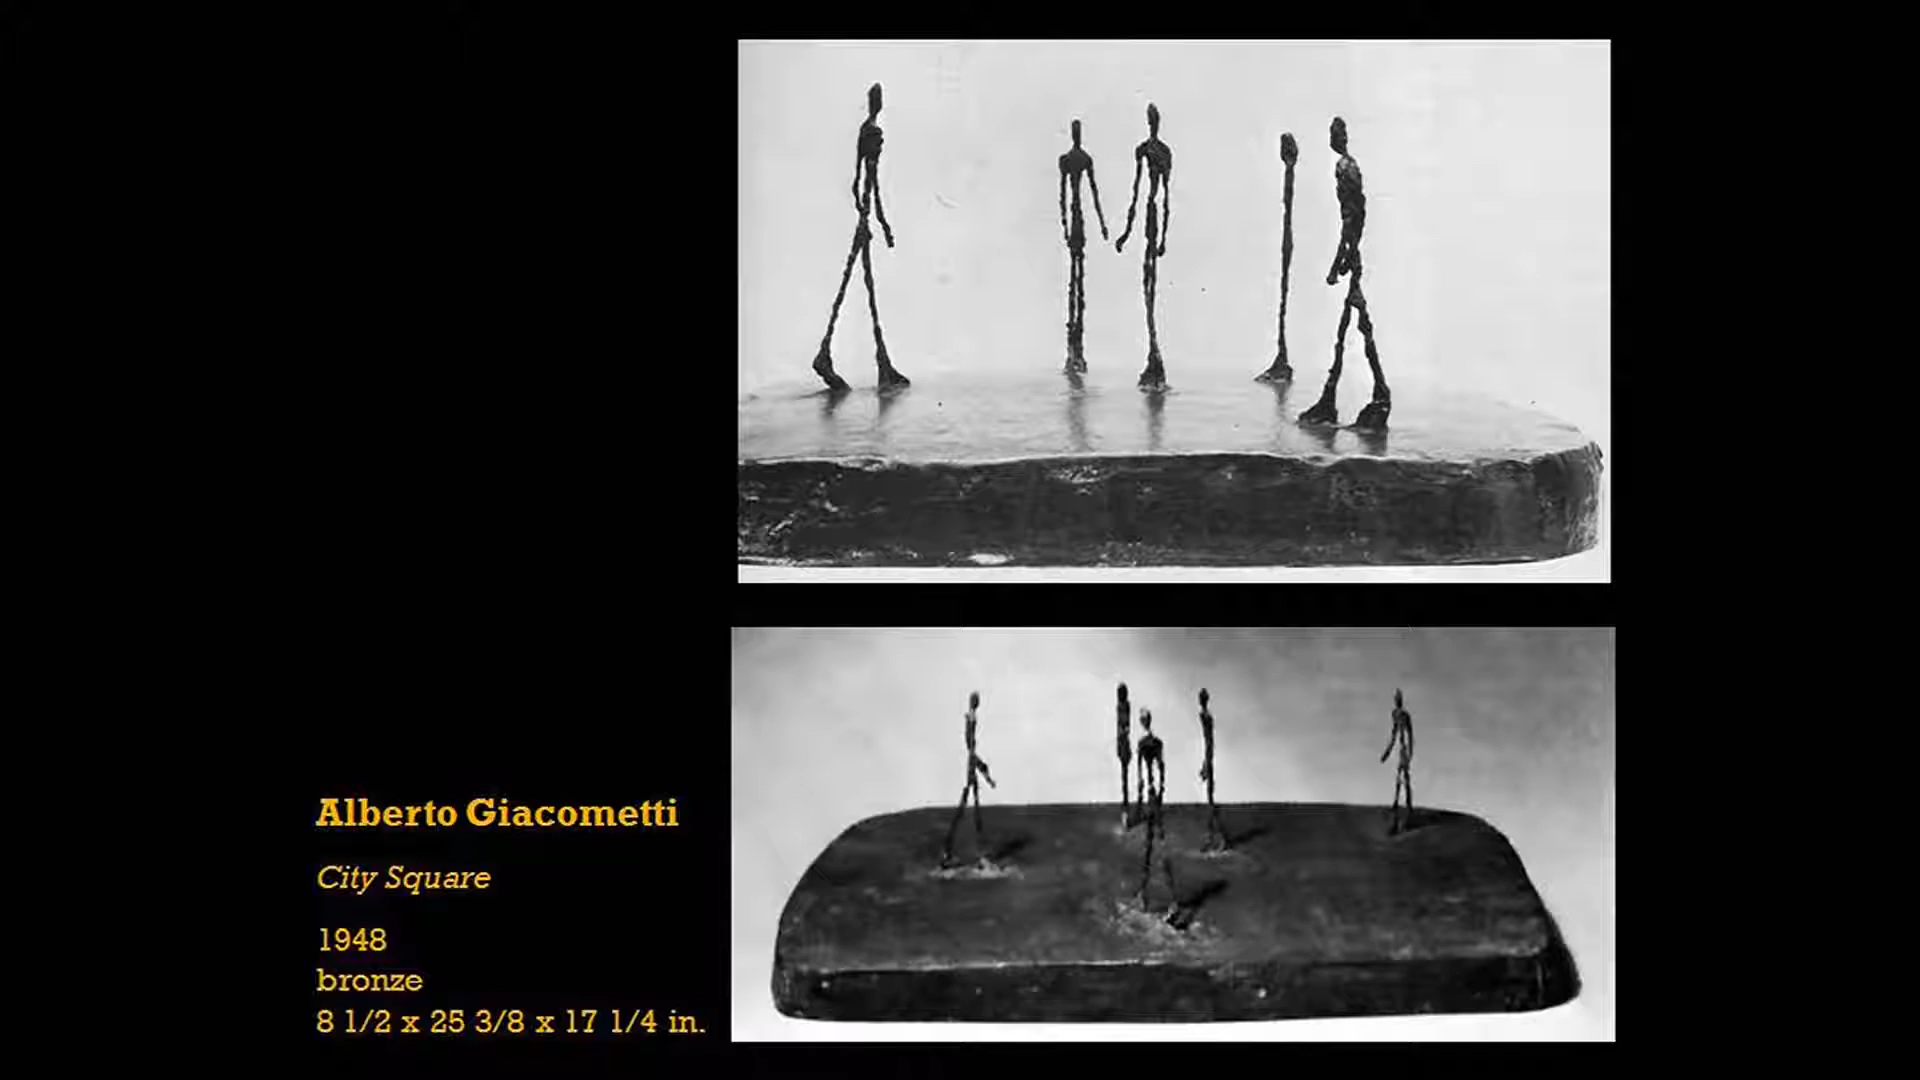 Alberto Giacometti
City Square
1948
bronze
8 1/2 x 25 3/8 x 17 1/4 in.